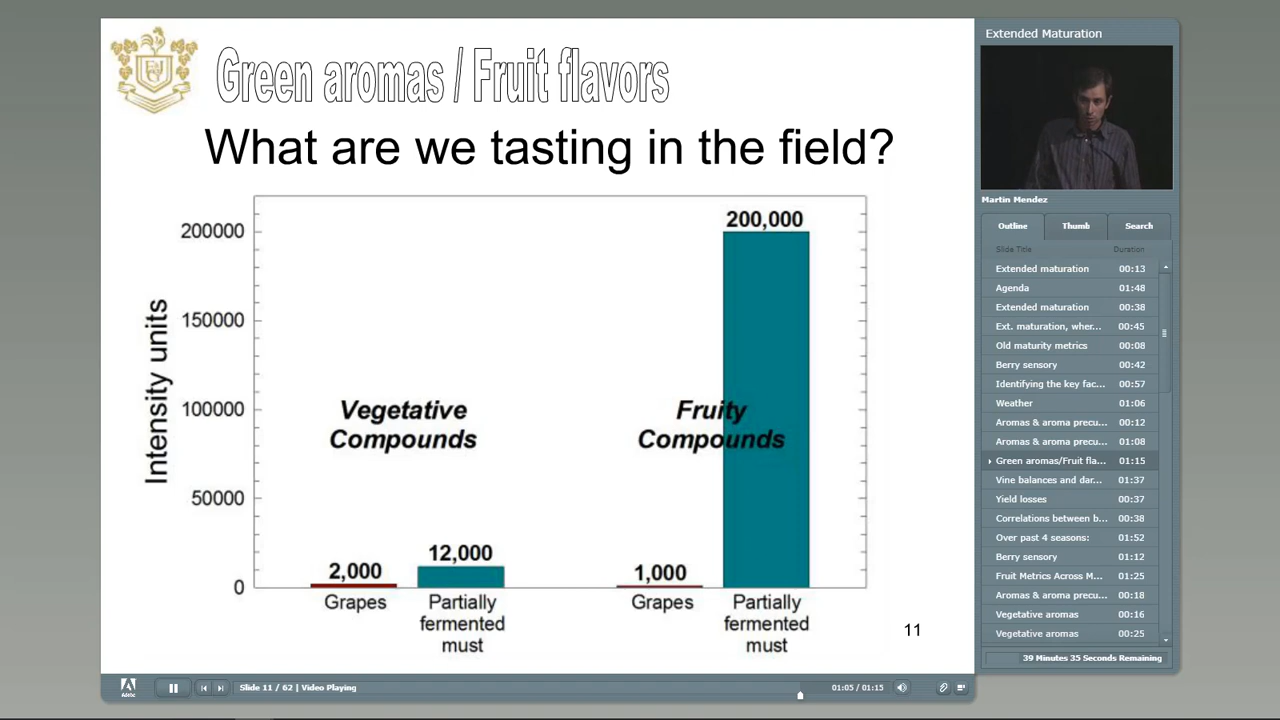 Green aromas / Fruit flavors
What are we tasting in the field?
Intensity units
200000
150000
100000
50000
0
Vegetative
Compounds
Fruity
Compounds
2,000
12,000
1,000
200,000
Grapes
Partially
fermented
must
Grapes
Partially
fermented
must
11
Extended Maturation
Martin Mendez
Outline Thumb Search
Slide Title Duration
Extended maturation 00:13
Agenda 01:48
Extended maturation 00:38
Ext. maturation, wher... 00:45
Old maturity metrics 00:08
Berry sensory 00:42
Identifying the key fac... 00:57
Weather 01:06
Aromas & aroma precu... 00:12
Aromas & aroma precu... 01:08
Green aromas/Fruit fla... 01:15
Vine balances and dar... 01:37
Yield losses 00:37
Correlations between b... 00:38
Over past 4 seasons: 01:52
Berry sensory 01:12
Fruit Metrics Across M... 01:25
Aromas & aroma precu... 00:18
Vegetative aromas 00:16
Vegetative aromas 00:25
39 Minutes 35 Seconds Remaining
Adobe
Slide 11 / 62 | Video Playing
01:05 / 01:15